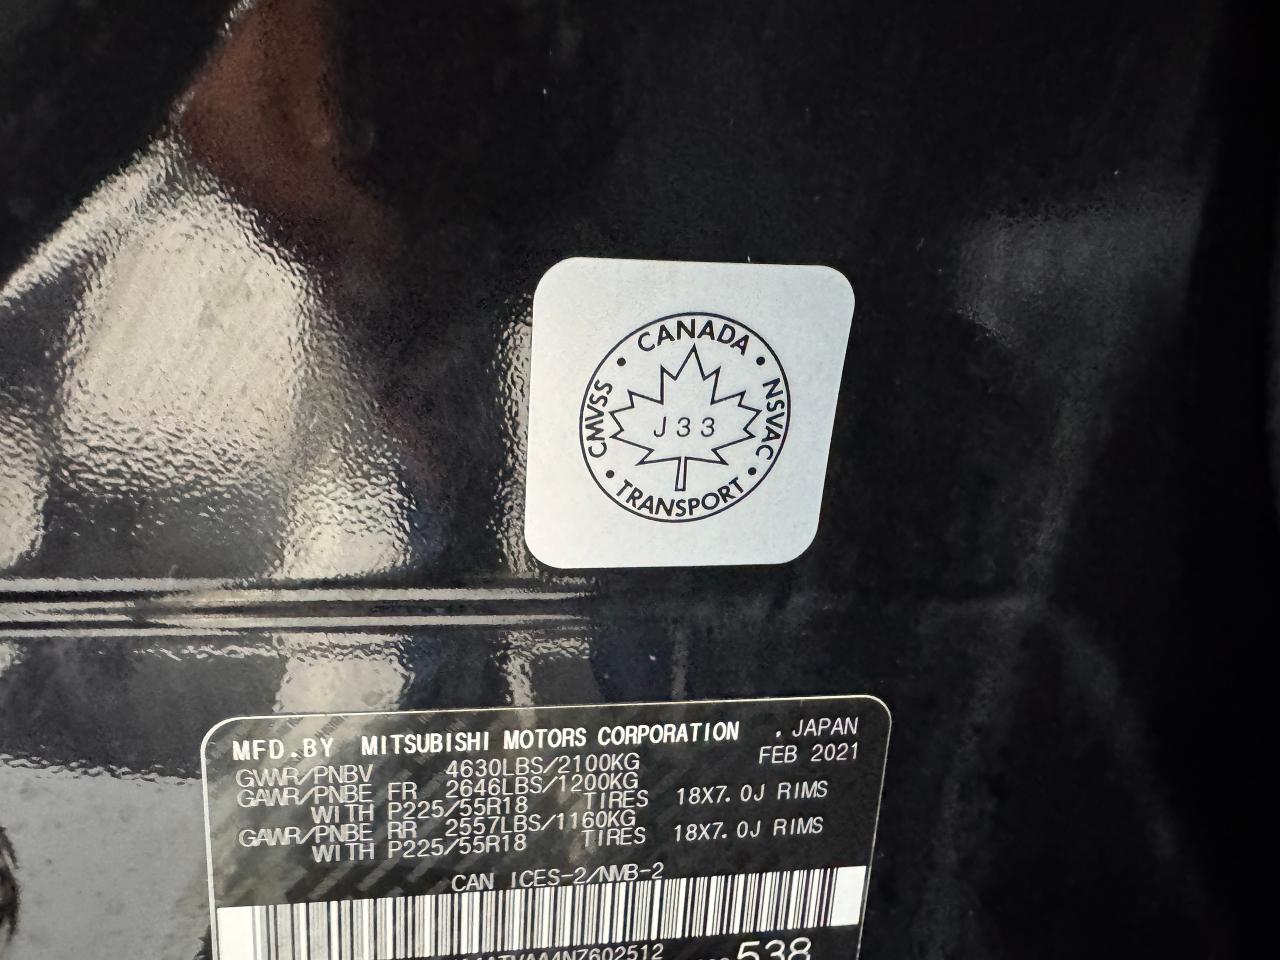 CANADA
CMVSS
NSVAC
J33
TRANSPORT
MFD.BY MITSUBISHI MOTORS CORPORATION . JAPAN
FEB 2021
GVWR/PNBV 4630LBS/2100KG
GAWR/PNBE FR 2646LBS/1200KG
WITH P225/55R18 TIRES 18X7.0J RIMS
GAWR/PNBE RR 2557LBS/1160KG
WITH P225/55R18 TIRES 18X7.0J RIMS
CAN ICES-2/NMB-2
538